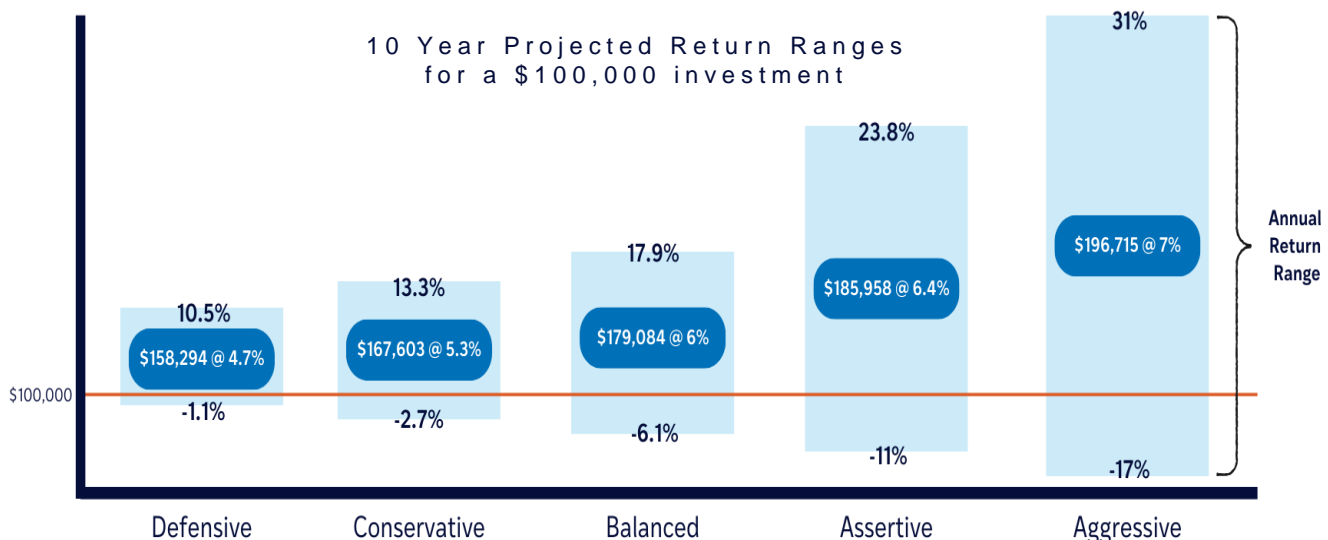 10 Year Projected Return Ranges
for a $100,000 investment
31%
23.8%
17.9%
13.3%
10.5%
$196,715 @ 7%
$185,958 @ 6.4%
$179,084 @ 6%
$167,603 @ 5.3%
$158,294 @ 4.7%
Annual
Return
Range
$100,000
-1.1%
-2.7%
-6.1%
-11%
-17%
Defensive
Conservative
Balanced
Assertive
Aggressive